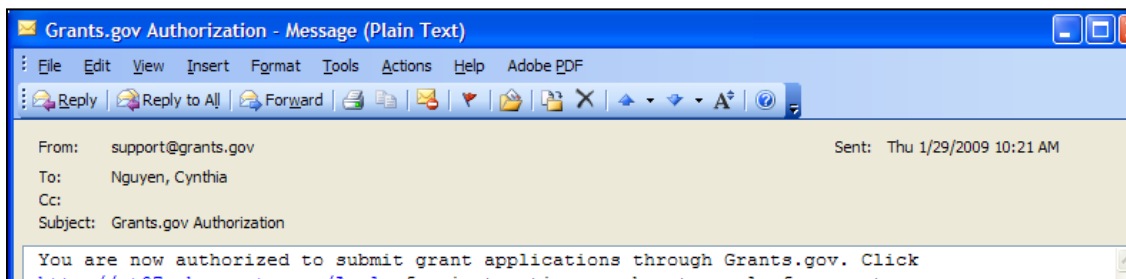 Grants.gov Authorization - Message (Plain Text)
File Edit View Insert Format Tools Actions Help Adobe PDF
Reply Reply to All Forward
From: support@grants.gov Sent: Thu 1/29/2009 10:21 AM
To: Nguyen, Cynthia
Cc:
Subject: Grants.gov Authorization
You are now authorized to submit grant applications through Grants.gov. Click